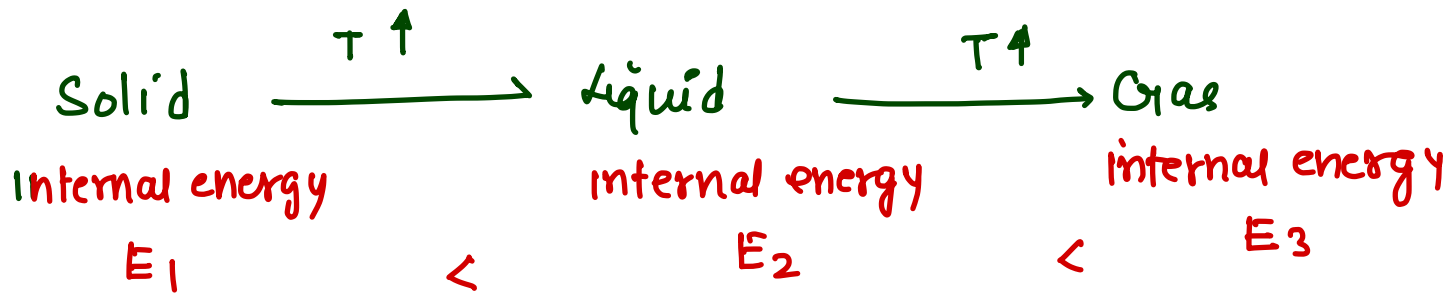 T ↑ T ↑
Solid → Liquid → Gas
internal energy internal energy internal energy
E1 < E2 < E3